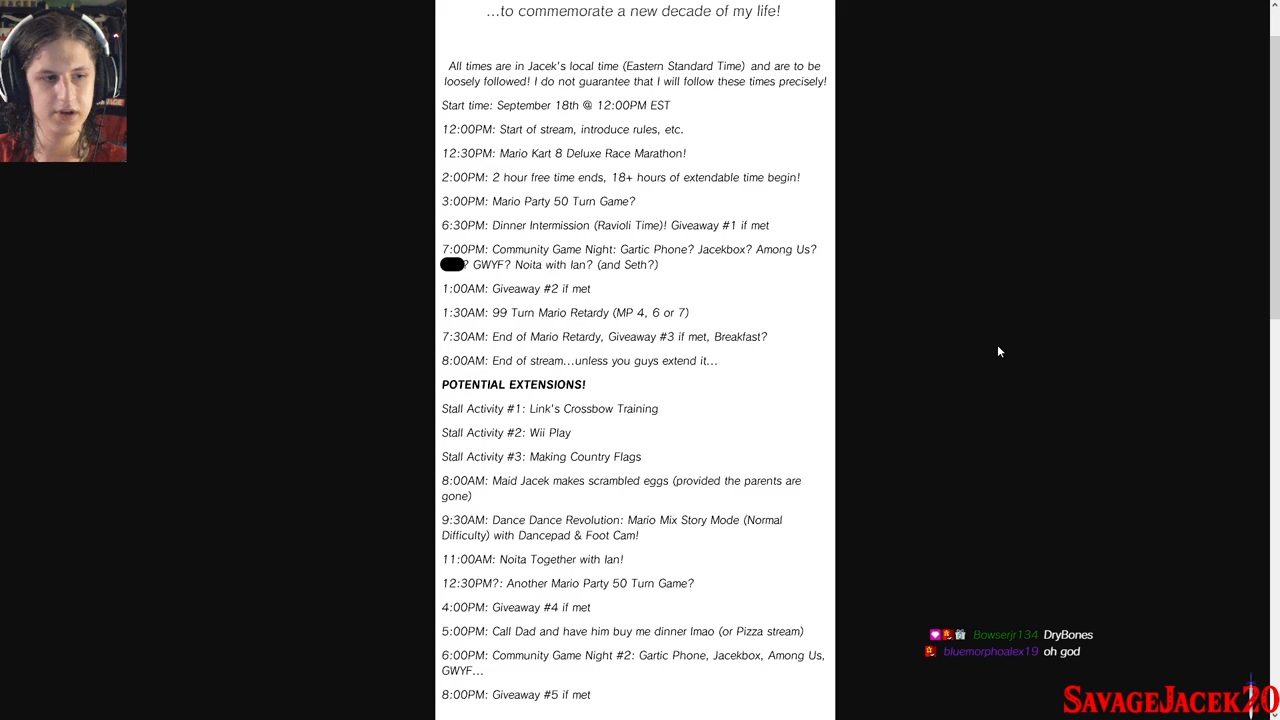 ...to commemorate a new decade of my life!
All times are in Jacek's local time (Eastern Standard Time) and are to be
loosely followed! I do not guarantee that I will follow these times precisely!
Start time: September 18th @ 12:00PM EST
12:00PM: Start of stream, introduce rules, etc.
12:30PM: Mario Kart 8 Deluxe Race Marathon!
2:00PM: 2 hour free time ends, 18+ hours of extendable time begin!
3:00PM: Mario Party 50 Turn Game?
6:30PM: Dinner Intermission (Ravioli Time)! Giveaway #1 if met
7:00PM: Community Game Night: Gartic Phone? Jackbox? Among Us?
? GWYF? Noita with Ian? (and Seth?)
1:00AM: Giveaway #2 if met
1:30AM: 99 Turn Mario Retardy (MP 4, 6 or 7)
7:30AM: End of Mario Retardy, Giveaway #3 if met, Breakfast?
8:00AM: End of stream...unless you guys extend it...
POTENTIAL EXTENSIONS!
Stall Activity #1: Link's Crossbow Training
Stall Activity #2: Wii Play
Stall Activity #3: Making Country Flags
8:00AM: Maid Jacek makes scrambled eggs (provided the parents are
gone)
9:30AM: Dance Dance Revolution: Mario Mix Story Mode (Normal
Difficulty) with Dancepad & Foot Cam!
11:00AM: Noita Together with Ian!
12:30PM?: Another Mario Party 50 Turn Game?
4:00PM: Giveaway #4 if met
5:00PM: Call Dad and have him buy me dinner lmao (or Pizza stream)
6:00PM: Community Game Night #2: Gartic Phone, Jacekbox, Among Us,
GWYF...
8:00PM: Giveaway #5 if met
Bowserjr134 DryBones
bluemorphoalex19 oh god
SAVAGEJACEK20